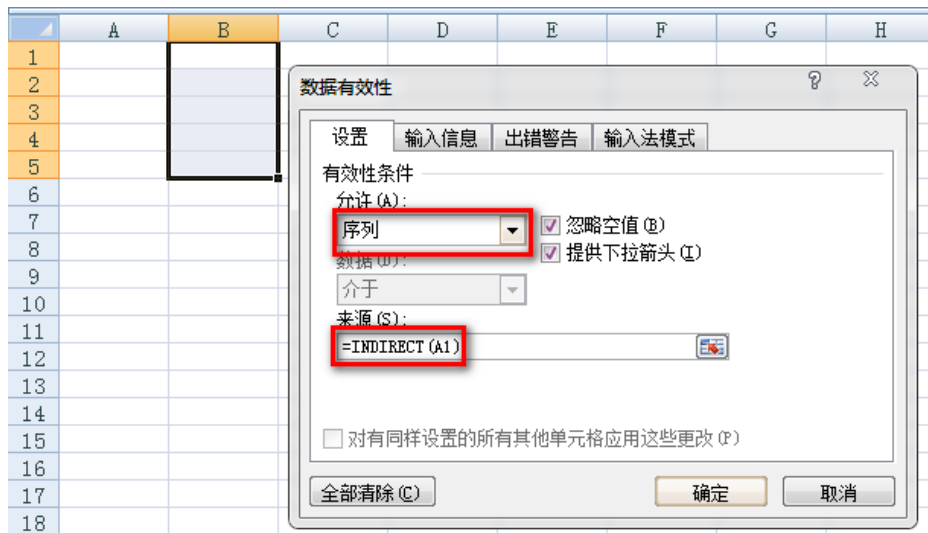 A B C D E F G H
1
2
数据有效性
3
4
设置 输入信息 出错警告 输入法模式
5
有效性条件
6
允许(A):
7
序列 忽略空值(B)
8
提供下拉箭头(I)
数据(D):
9
介于
10
来源(S):
11
=INDIRECT(A1)
12
13
14
15
对有同样设置的所有其他单元格应用这些更改(P)
16
17
全部清除(C) 确定 取消
18